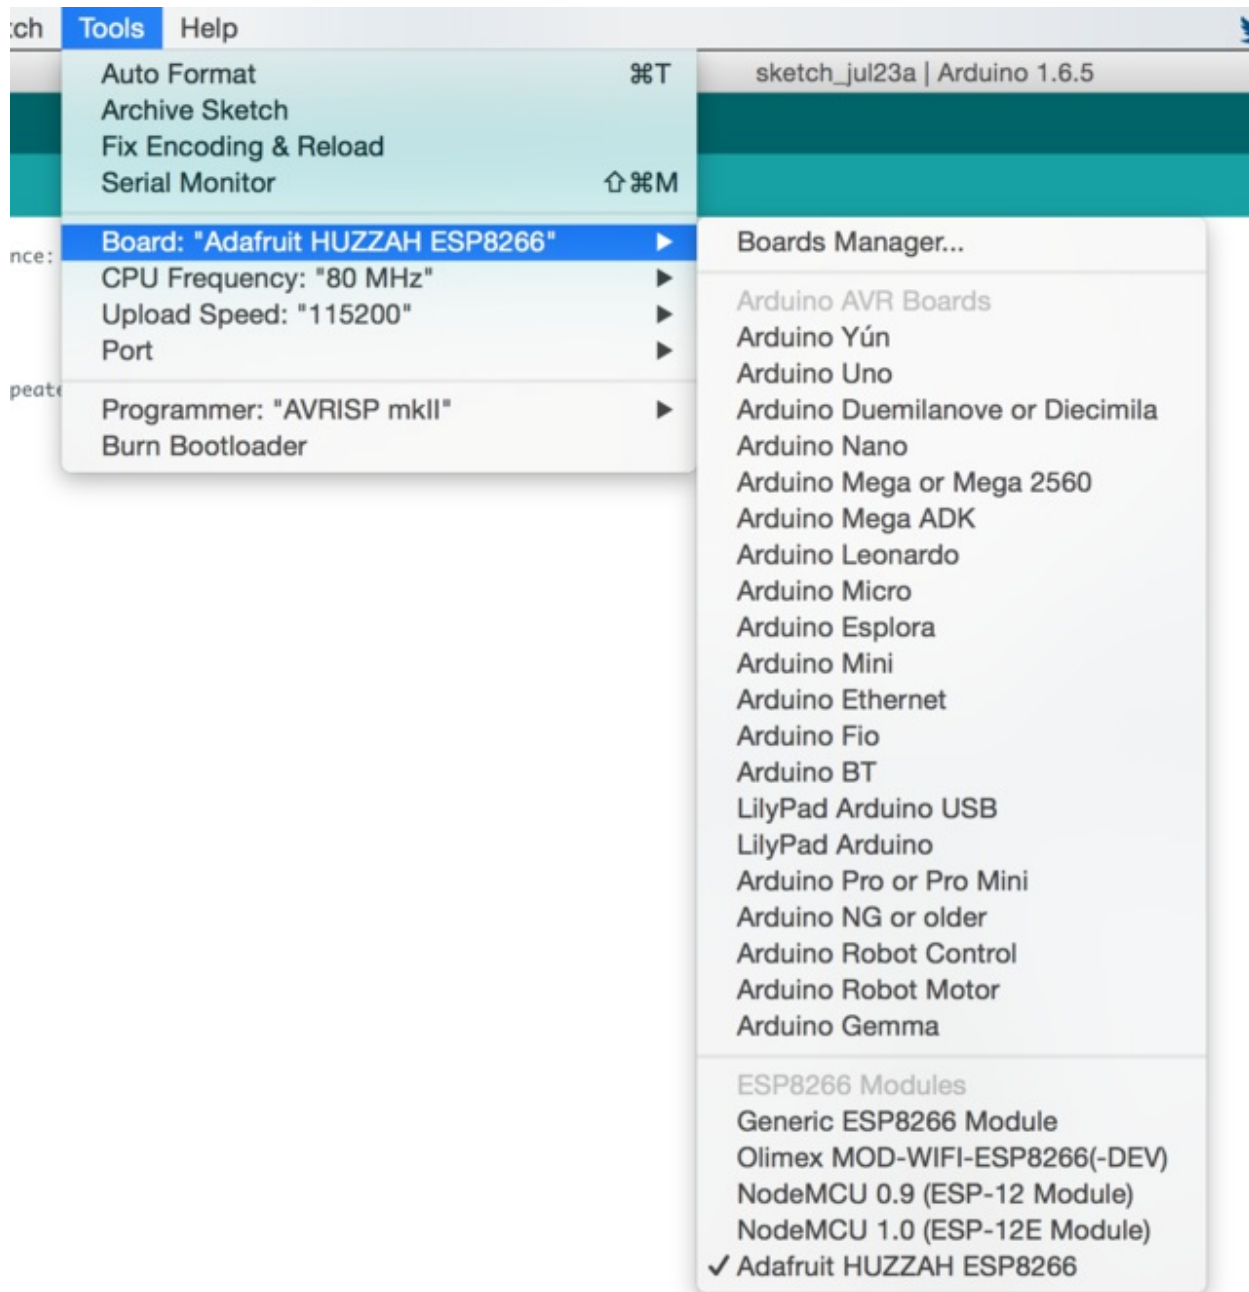 tch Tools Help
sketch_jul23a | Arduino 1.6.5
Auto Format ⌘T
Archive Sketch
Fix Encoding & Reload
Serial Monitor ⇧⌘M
nce:
Board: "Adafruit HUZZAH ESP8266" ▶
CPU Frequency: "80 MHz" ▶
Upload Speed: "115200" ▶
Port ▶
peate
Programmer: "AVRISP mkII" ▶
Burn Bootloader
Boards Manager...
Arduino AVR Boards
Arduino Yún
Arduino Uno
Arduino Duemilanove or Diecimila
Arduino Nano
Arduino Mega or Mega 2560
Arduino Mega ADK
Arduino Leonardo
Arduino Micro
Arduino Esplora
Arduino Mini
Arduino Ethernet
Arduino Fio
Arduino BT
LilyPad Arduino USB
LilyPad Arduino
Arduino Pro or Pro Mini
Arduino NG or older
Arduino Robot Control
Arduino Robot Motor
Arduino Gemma
ESP8266 Modules
Generic ESP8266 Module
Olimex MOD-WIFI-ESP8266(-DEV)
NodeMCU 0.9 (ESP-12 Module)
NodeMCU 1.0 (ESP-12E Module)
✓ Adafruit HUZZAH ESP8266